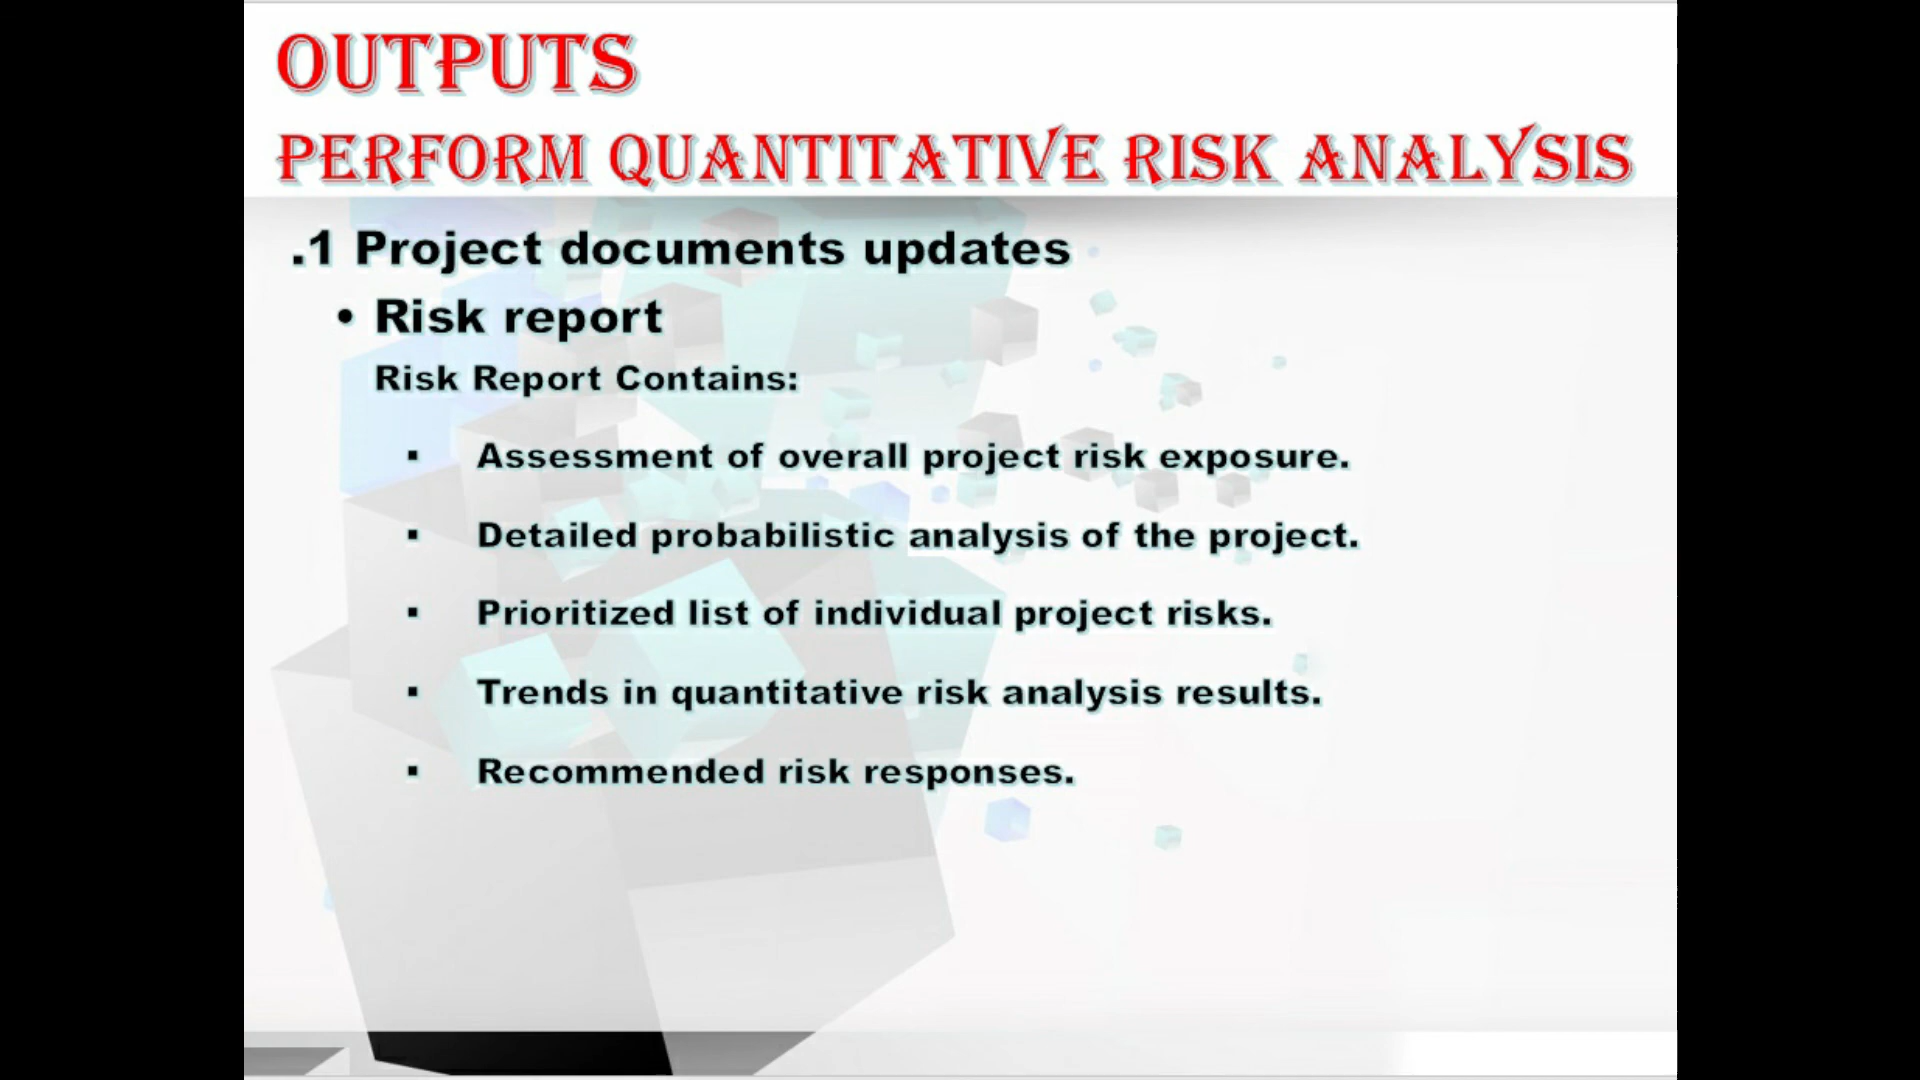 OUTPUTS
PERFORM QUANTITATIVE RISK ANALYSIS
.1 Project documents updates
• Risk report
Risk Report Contains:
▪ Assessment of overall project risk exposure.
▪ Detailed probabilistic analysis of the project.
▪ Prioritized list of individual project risks.
▪ Trends in quantitative risk analysis results.
▪ Recommended risk responses.